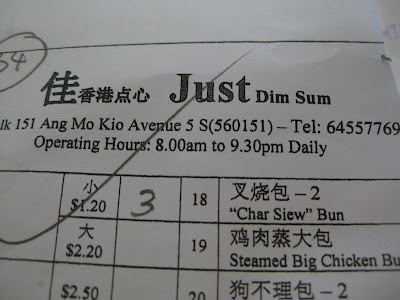 54
佳香港点心 Just Dim Sum
lk 151 Ang Mo Kio Avenue 5 S(560151) – Tel: 64557769
Operating Hours: 8.00am to 9.30pm Daily
小 $1.20 3 18 叉烧包 – 2
"Char Siew" Bun
大 $2.20 19 鸡肉蒸大包
Steamed Big Chicken Bu
$2.50 20 狗不理包 – 2